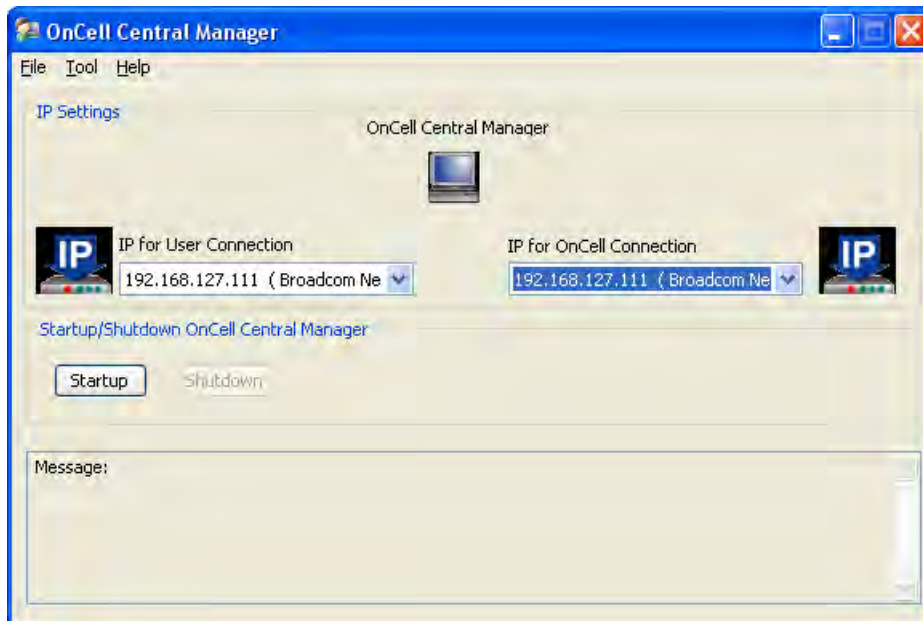 OnCell Central Manager
File Tool Help
IP Settings
OnCell Central Manager
IP
IP for User Connection
192.168.127.111 ( Broadcom Ne
IP for OnCell Connection
192.168.127.111 ( Broadcom Ne
IP
Startup/Shutdown OnCell Central Manager
Startup Shutdown
Message: